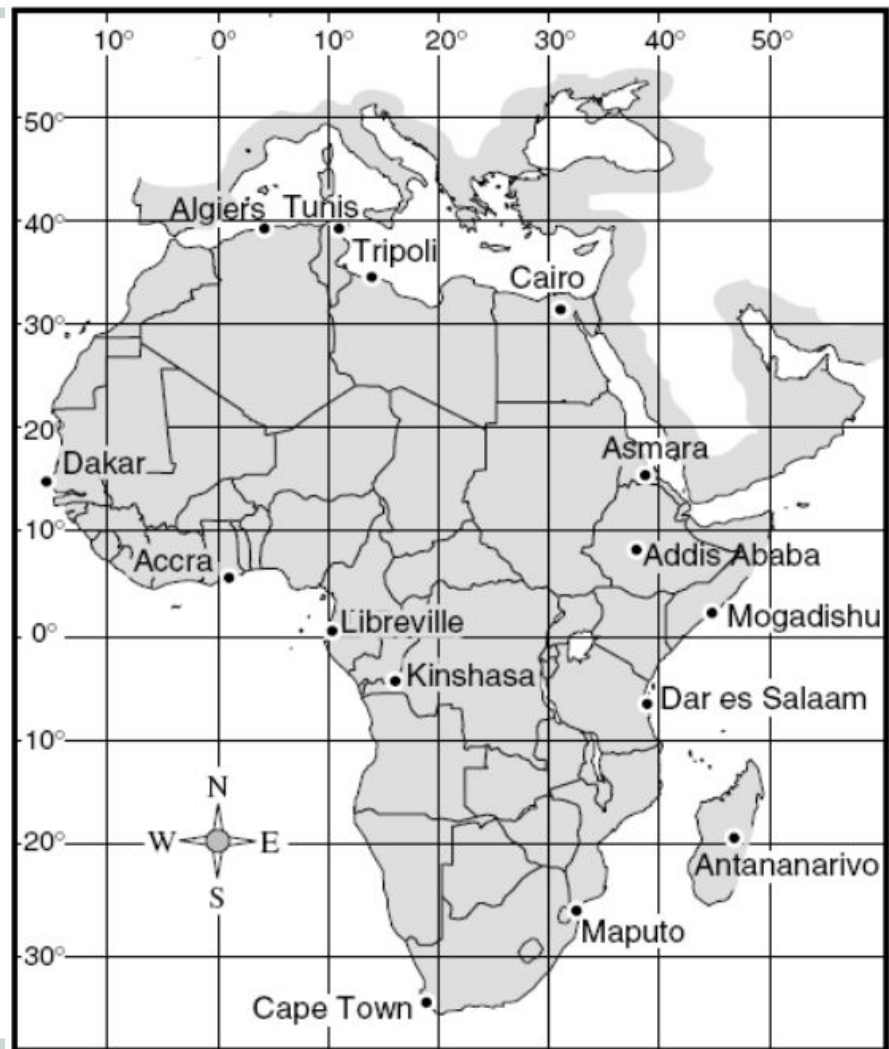 10° 0° 10° 20° 30° 40° 50°
50°
40°
Algiers Tunis
Tripoli
Cairo
30°
20°
Dakar
Asmara
10°
Accra
Addis Ababa
Libreville
Mogadishu
0°
Kinshasa
Dar es Salaam
10°
N
W E
S
20°
Antananarivo
Maputo
30°
Cape Town